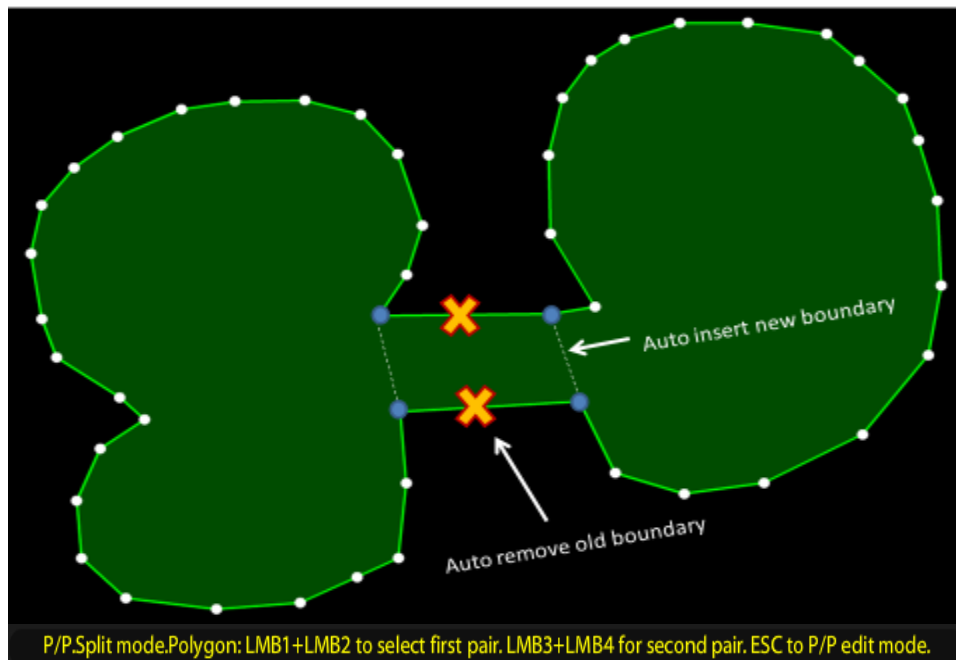 Auto insert new boundary
Auto remove old boundary
P/P.Split mode.Polygon: LMB1+LMB2 to select first pair. LMB3+LMB4 for second pair. ESC to P/P edit mode.